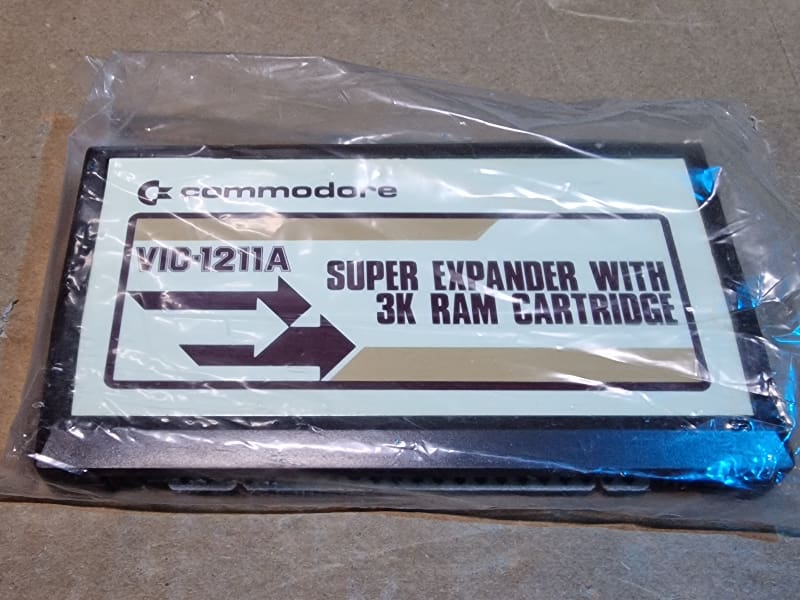 commodore
VIC-1211A
SUPER EXPANDER WITH
3K RAM CARTRIDGE